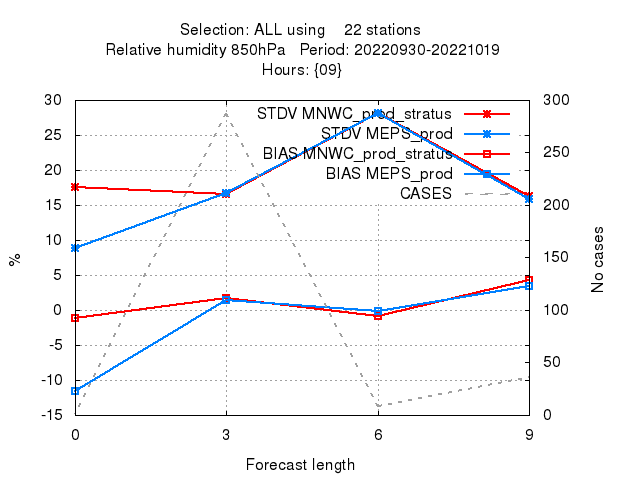 Selection: ALL using 22 stations
Relative humidity 850hPa Period: 20220930-20221019
Hours: {09}
30
25
20
15
10
5
0
-5
-10
-15
%
300
250
200
150
100
50
0
No cases
STDV MNWC_prod_stratus
STDV MEPS_prod
BIAS MNWC_prod_stratus
BIAS MEPS_prod
CASES
0 3 6 9
Forecast length